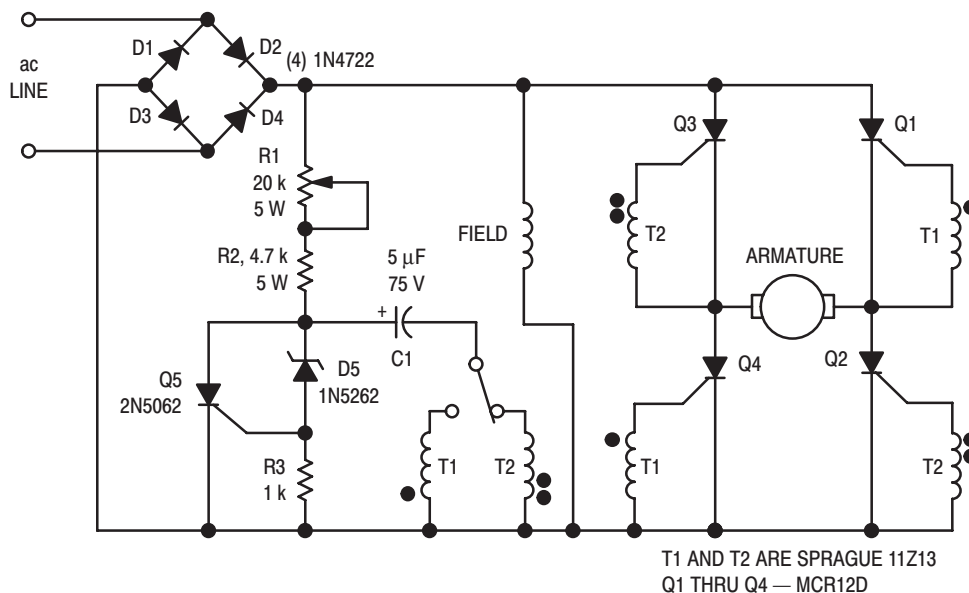 ac
LINE
D1
D2
D3
D4
(4) 1N4722
R1
20 k
5 W
R2, 4.7 k
5 W
5 μF
75 V
+
C1
Q5
2N5062
D5
1N5262
R3
1 k
T1
T2
FIELD
Q3
Q1
T2
T1
ARMATURE
Q4
Q2
T1
T2
T1 AND T2 ARE SPRAGUE 11Z13
Q1 THRU Q4 — MCR12D